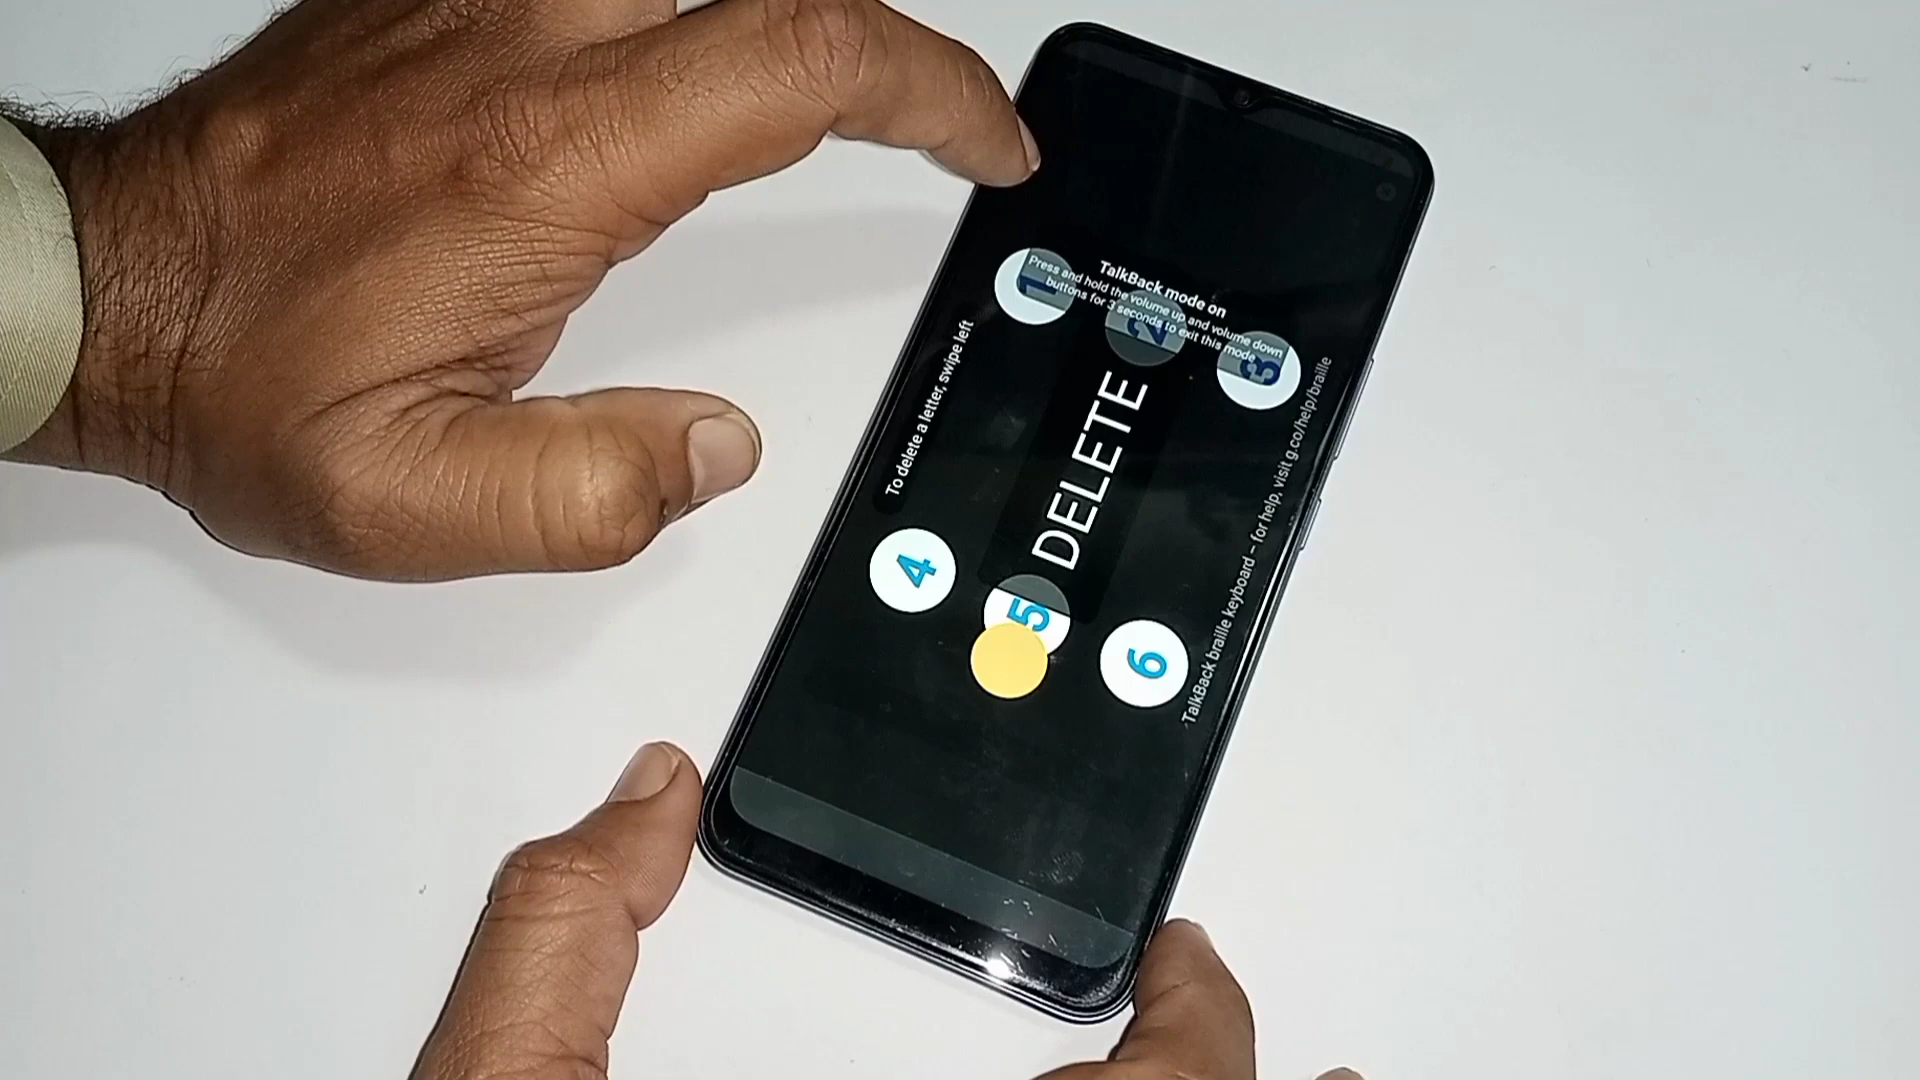 TalkBack mode on
Press and hold the volume up and volume down
buttons for 3 seconds to exit this mode
To delete a letter, swipe left
DELETE
1
2
3
4
5
6
TalkBack braille keyboard – for help, visit g.co/help/braille